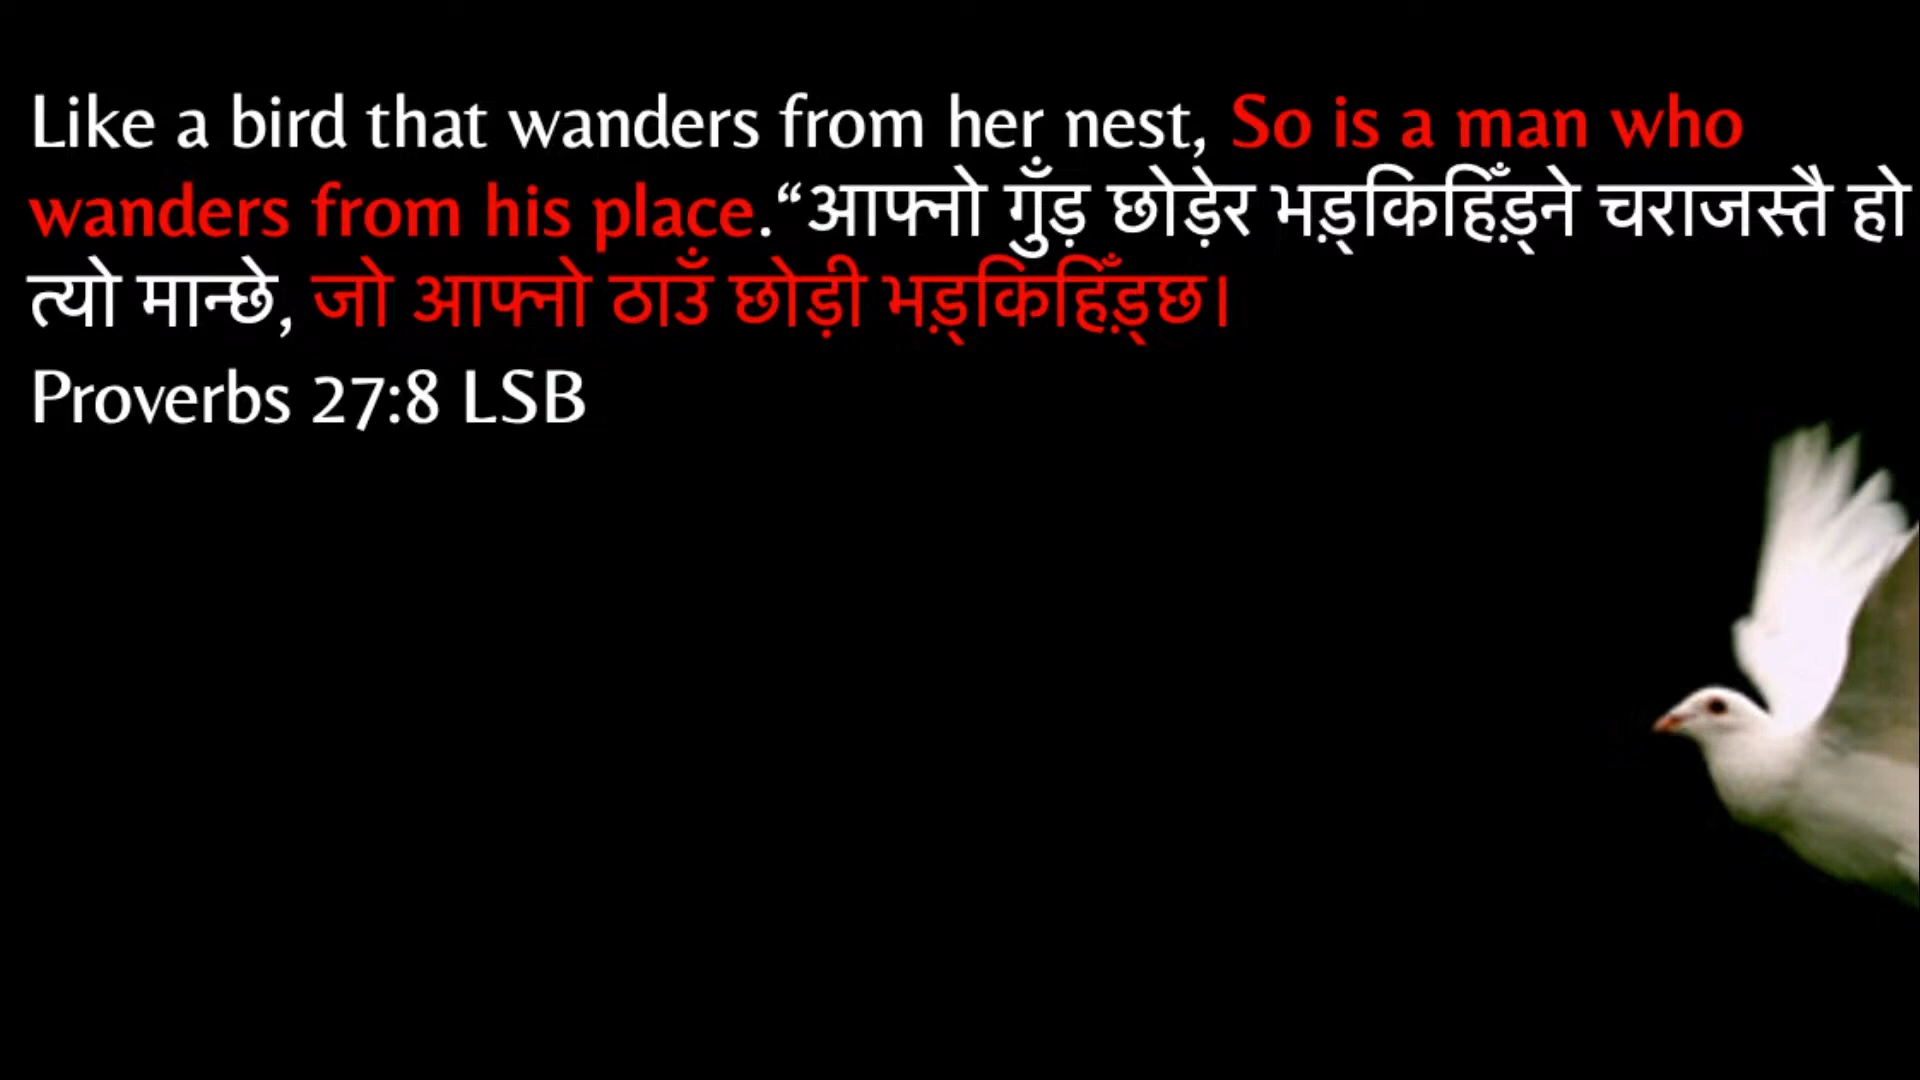 Like a bird that wanders from her nest, So is a man who
wanders from his place.“आफ्नो गुँड़ छोड़ेर भड़्किहिँड़्ने चराजस्तै हो
त्यो मान्छे, जो आफ्नो ठाउँ छोड़ी भड़्किहिँड़्छ।
Proverbs 27:8 LSB